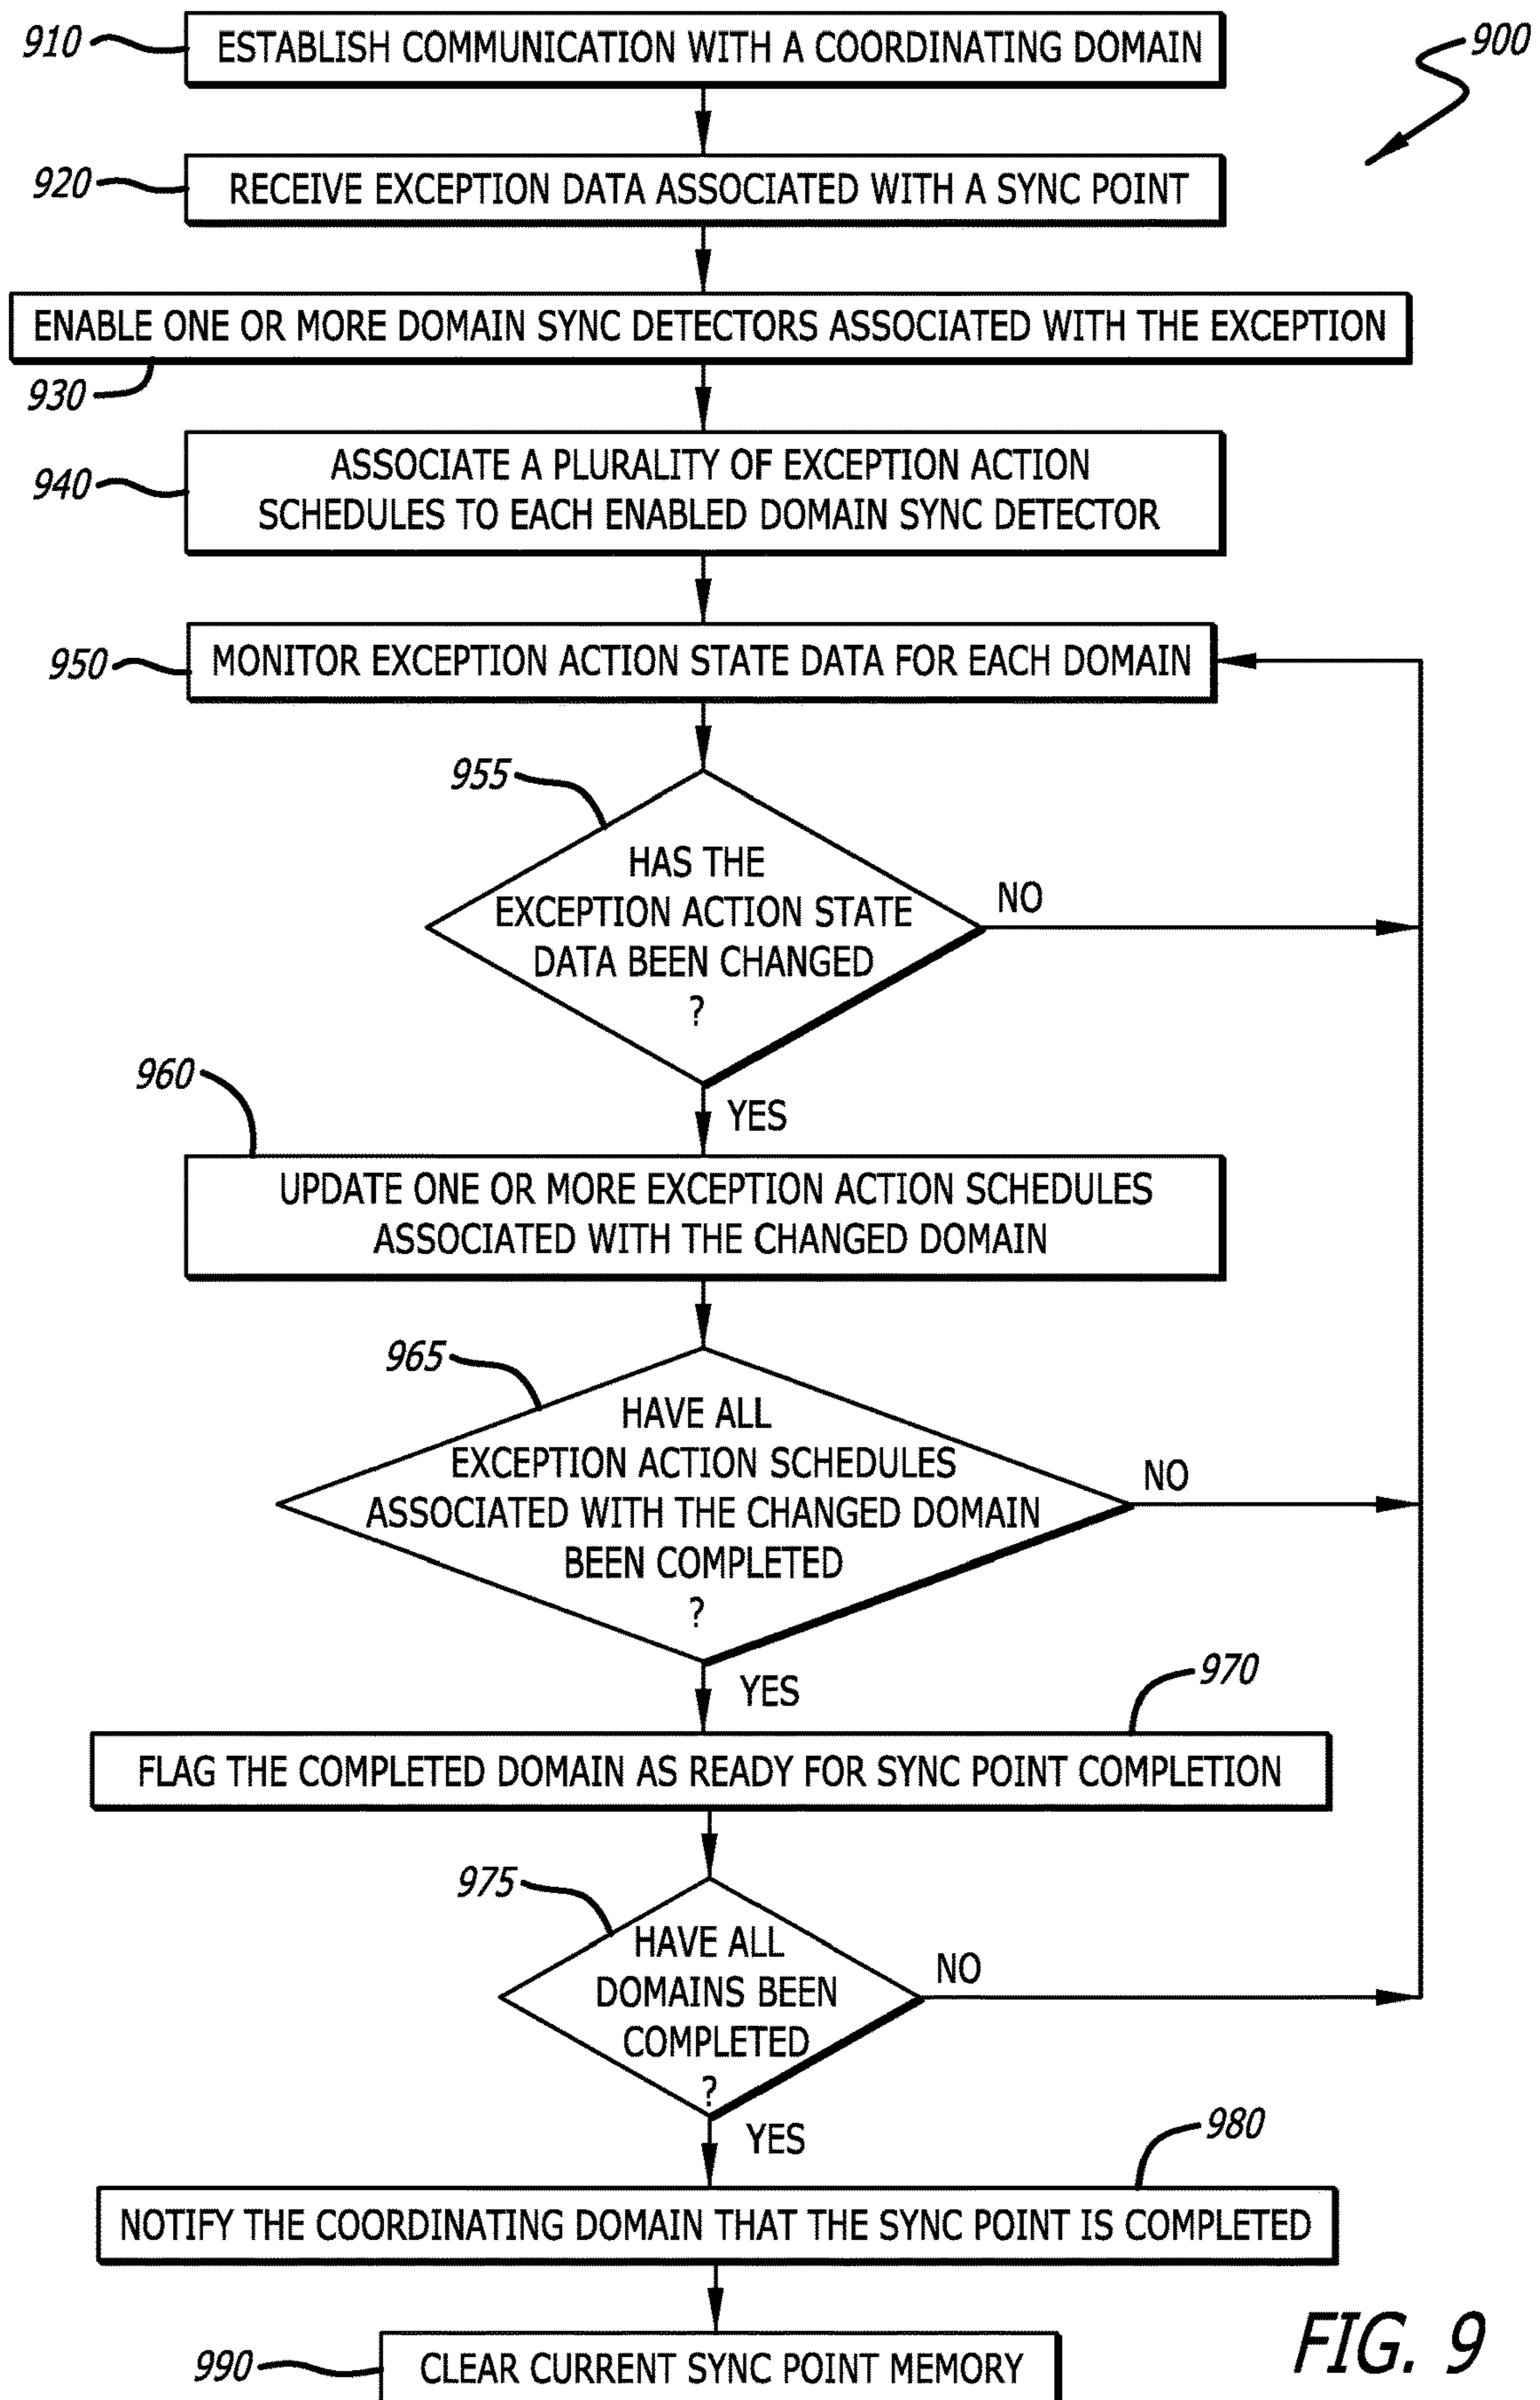 910
ESTABLISH COMMUNICATION WITH A COORDINATING DOMAIN
900
920
RECEIVE EXCEPTION DATA ASSOCIATED WITH A SYNC POINT
ENABLE ONE OR MORE DOMAIN SYNC DETECTORS ASSOCIATED WITH THE EXCEPTION
930
940
ASSOCIATE A PLURALITY OF EXCEPTION ACTION
SCHEDULES TO EACH ENABLED DOMAIN SYNC DETECTOR
950
MONITOR EXCEPTION ACTION STATE DATA FOR EACH DOMAIN
955
HAS THE
EXCEPTION ACTION STATE
DATA BEEN CHANGED
?
NO
YES
960
UPDATE ONE OR MORE EXCEPTION ACTION SCHEDULES
ASSOCIATED WITH THE CHANGED DOMAIN
965
HAVE ALL
EXCEPTION ACTION SCHEDULES
ASSOCIATED WITH THE CHANGED DOMAIN
BEEN COMPLETED
?
NO
YES
970
FLAG THE COMPLETED DOMAIN AS READY FOR SYNC POINT COMPLETION
975
HAVE ALL
DOMAINS BEEN
COMPLETED
?
NO
YES
980
NOTIFY THE COORDINATING DOMAIN THAT THE SYNC POINT IS COMPLETED
990
CLEAR CURRENT SYNC POINT MEMORY
FIG. 9